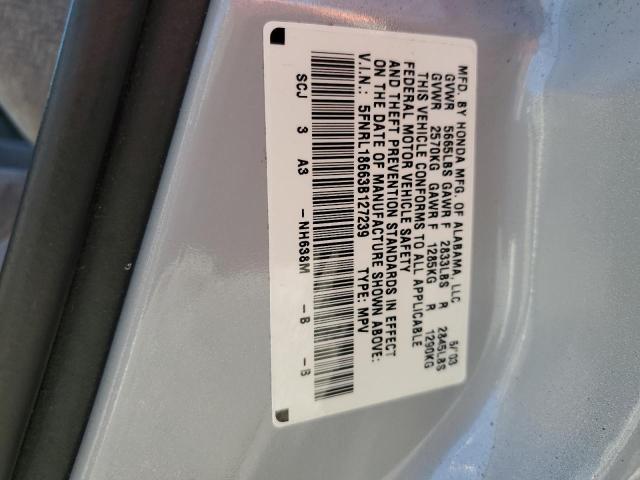 MFD. BY HONDA MFG. OF ALABAMA, LLC 5/'03
GVWR 5665LBS GAWR F 2833LBS R 2845LBS
GVWR 2570KG GAWR F 1285KG R 1290KG
THIS VEHICLE CONFORMS TO ALL APPLICABLE
FEDERAL MOTOR VEHICLE SAFETY
AND THEFT PREVENTION STANDARDS IN EFFECT
ON THE DATE OF MANUFACTURE SHOWN ABOVE.
V.I.N.: 5FNRL18663B127239 TYPE: MPV
SCJ 3 A3 -NH638M -B -B